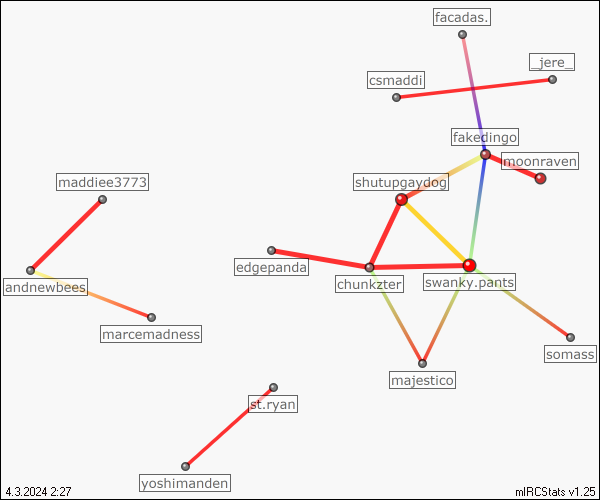 facadas.
_jere_
csmaddi
fakedingo
moonraven
maddiee3773
shutupgaydog
edgepanda
andnewbees
chunkzter
swanky.pants
marcemadness
somass
majestico
st.ryan
yoshimanden
4.3.2024 2:27
mIRCStats v1.25